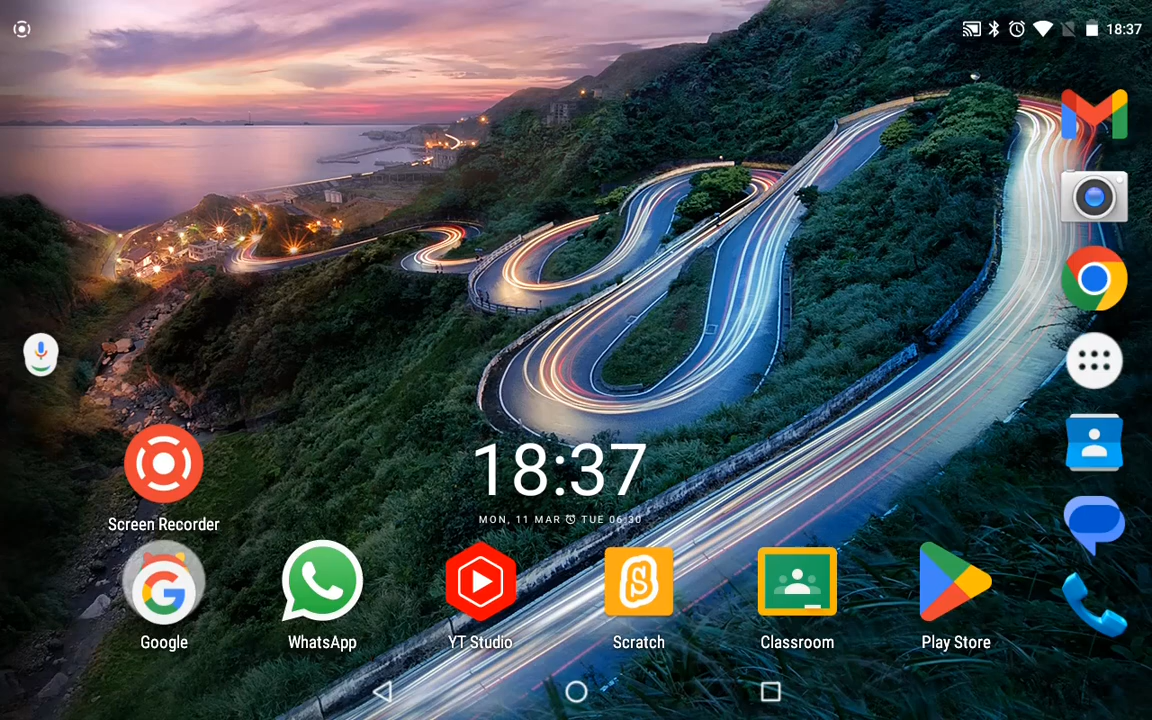 18:37
18:37
MON, 11 MAR TUE 06:30
Screen Recorder
Google
WhatsApp
YT Studio
Scratch
Classroom
Play Store